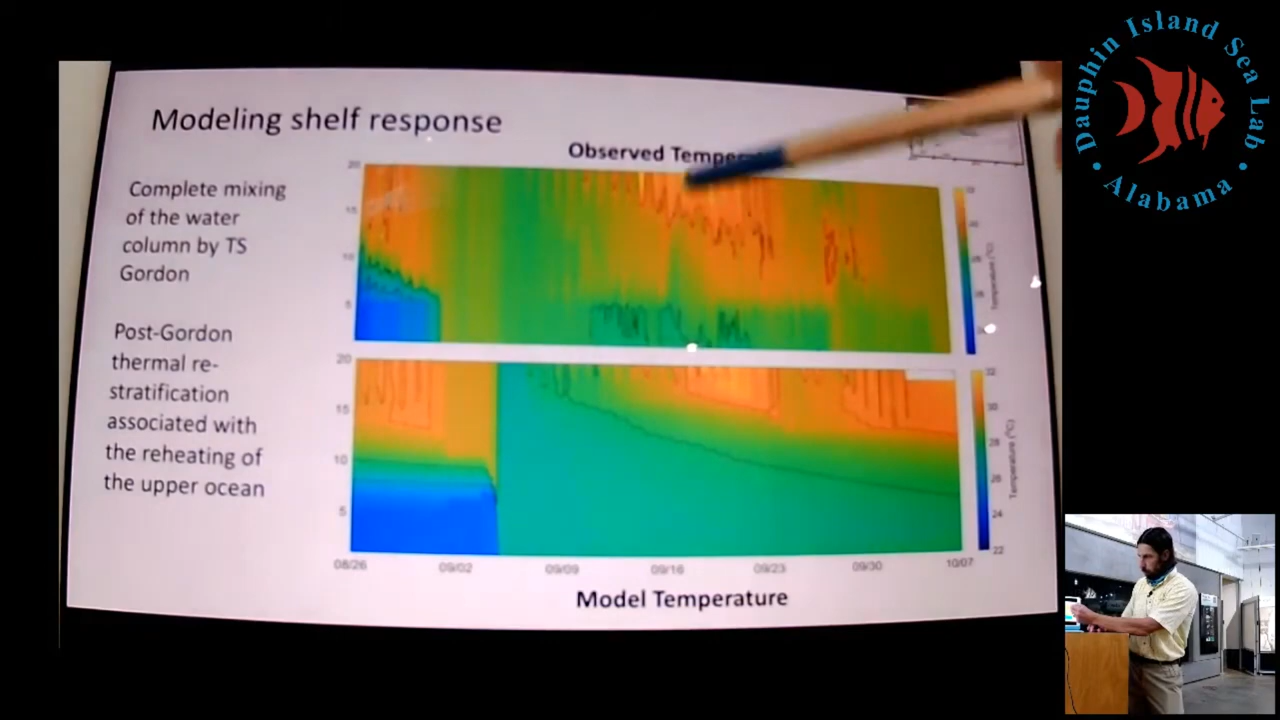 Dauphin Island Sea Lab
Alabama
Modeling shelf response
Observed
Complete mixing
of the water
column by TS
Gordon
Post-Gordon
thermal re-
stratification
associated with
the reheating of
the upper ocean
20
15
10
5
Temperature (°C)
20
15
10
5
32
30
28
26
24
22
Temperature (°C)
08/26 09/02 09/09 09/16 09/23 09/30 10/07
Model Temperature